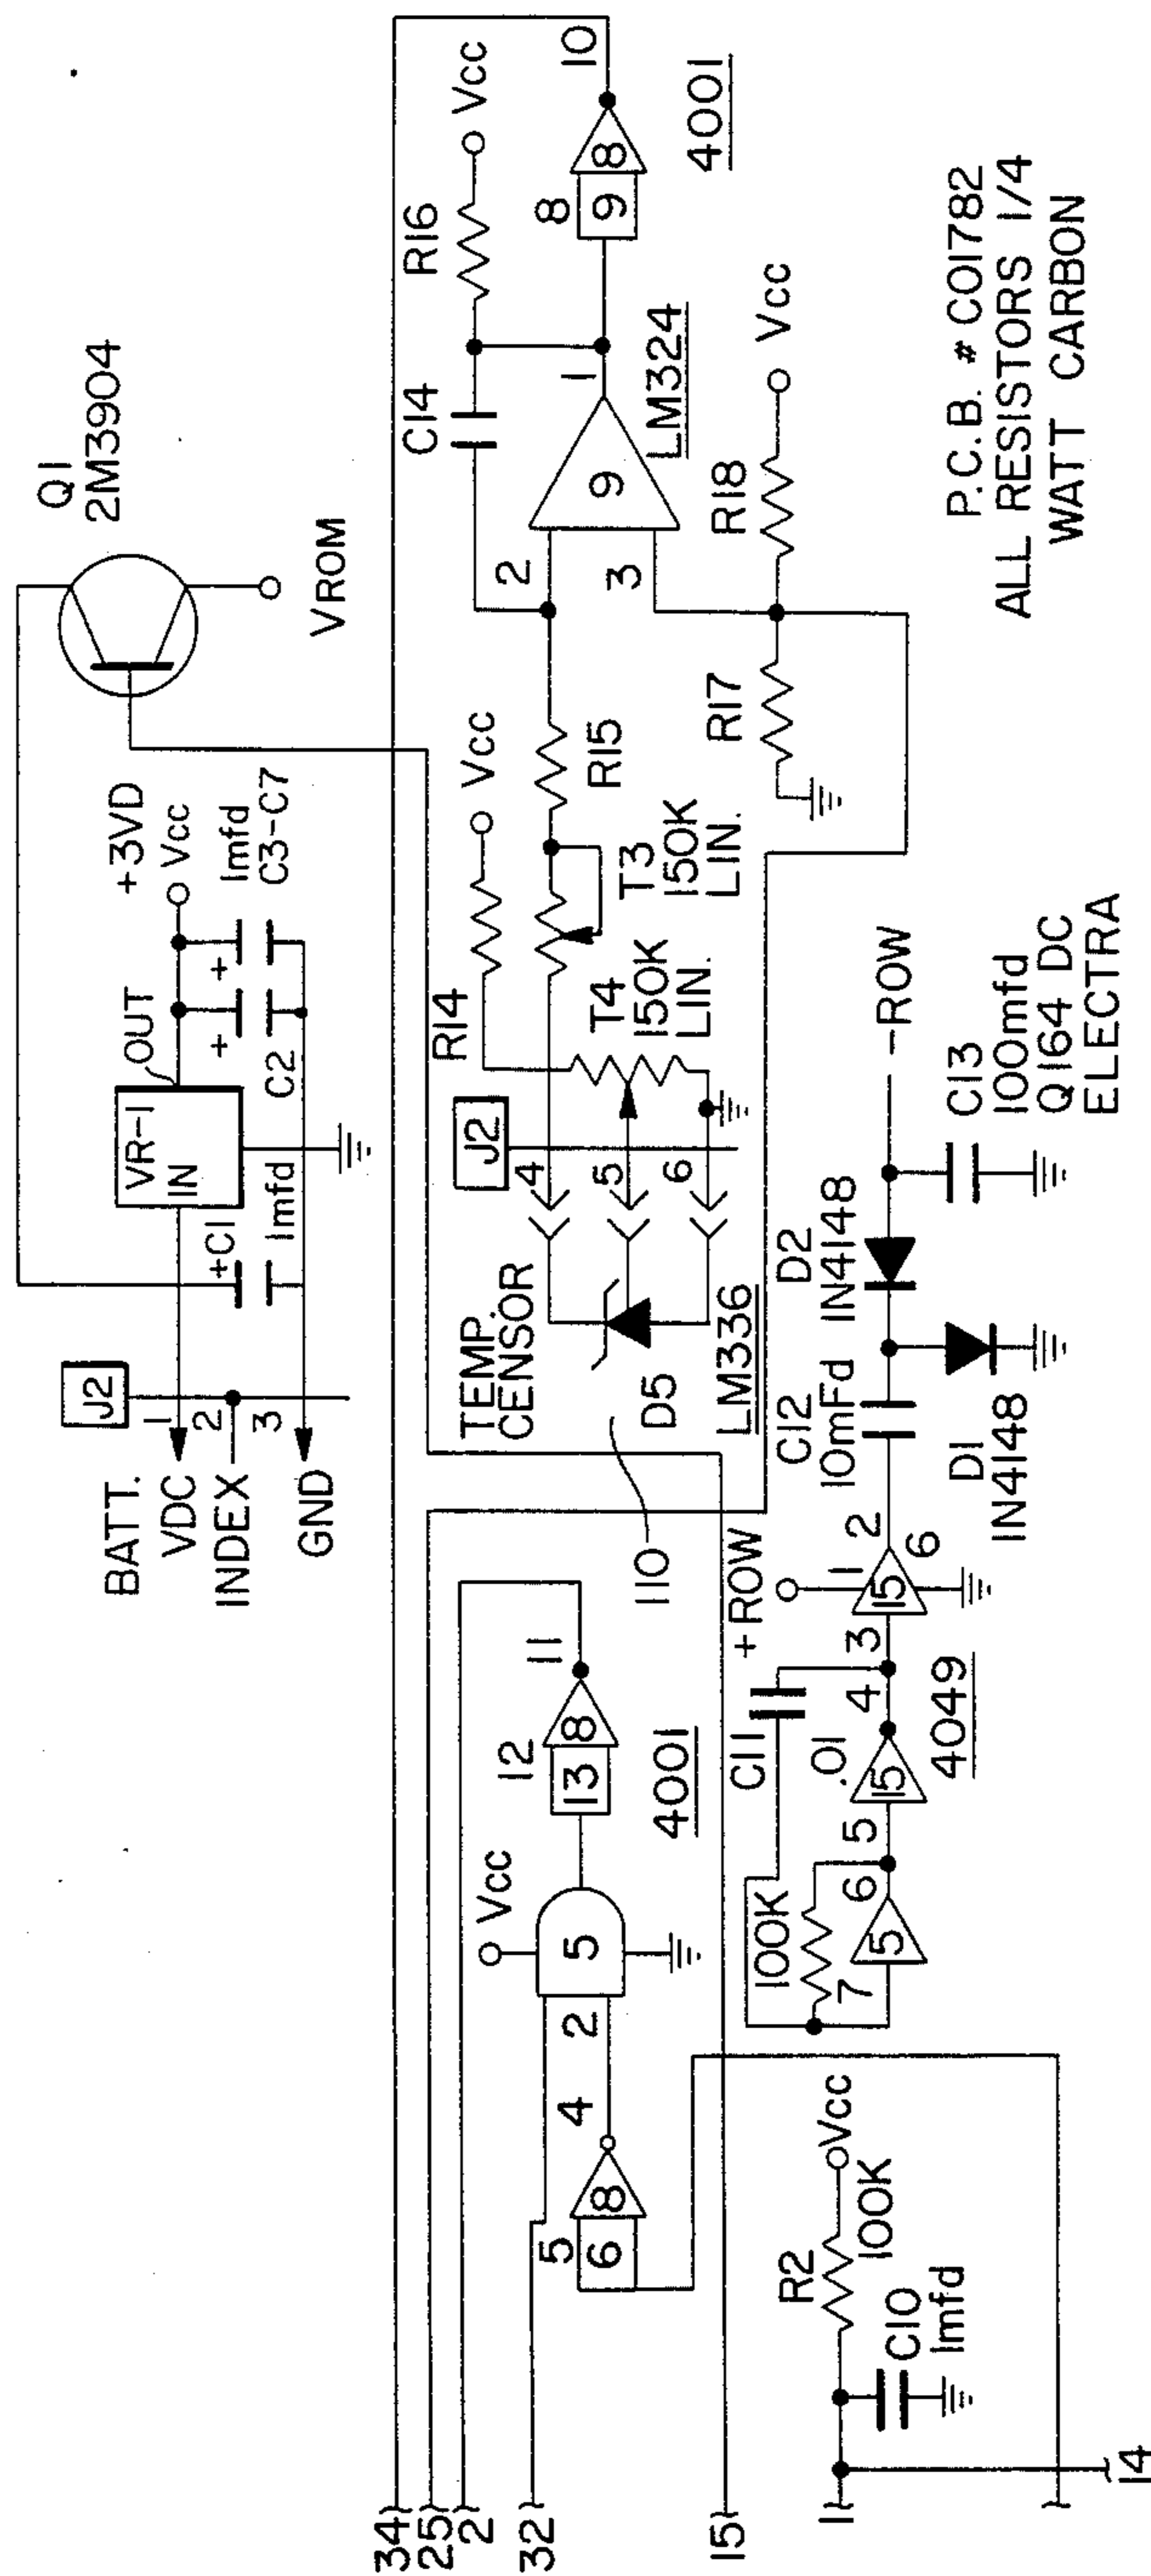 BATT.
VDC
INDEX
GND
J2
1
2
3
VR-1
IN
OUT
+C1
1mfd
+
C2
+
+3VD
Vcc
1mfd
C3-C7
Q1
2M3904
VROM
34
25
2
32
15
1
14
5
6
8
4
2
Vcc
5
12
13
8
11
4001
110
TEMP.
CENSOR
D5
LM336
J2
4
5
6
R14
Vcc
T4
150K
LIN.
T3
150K
LIN.
R15
C14
R16
Vcc
2
3
9
1
LM324
R17
R18
Vcc
8
9
8
10
4001
R2
100K
Vcc
C10
1mfd
100K
7
5
6
C11
.01
5
15
4
4049
+ROW
3
15
1
2
6
C12
10mFd
D1
IN4148
D2
IN4148
-ROW
C13
100mfd
Q164 DC
ELECTRA
P.C.B. # C01782
ALL RESISTORS 1/4
WATT CARBON